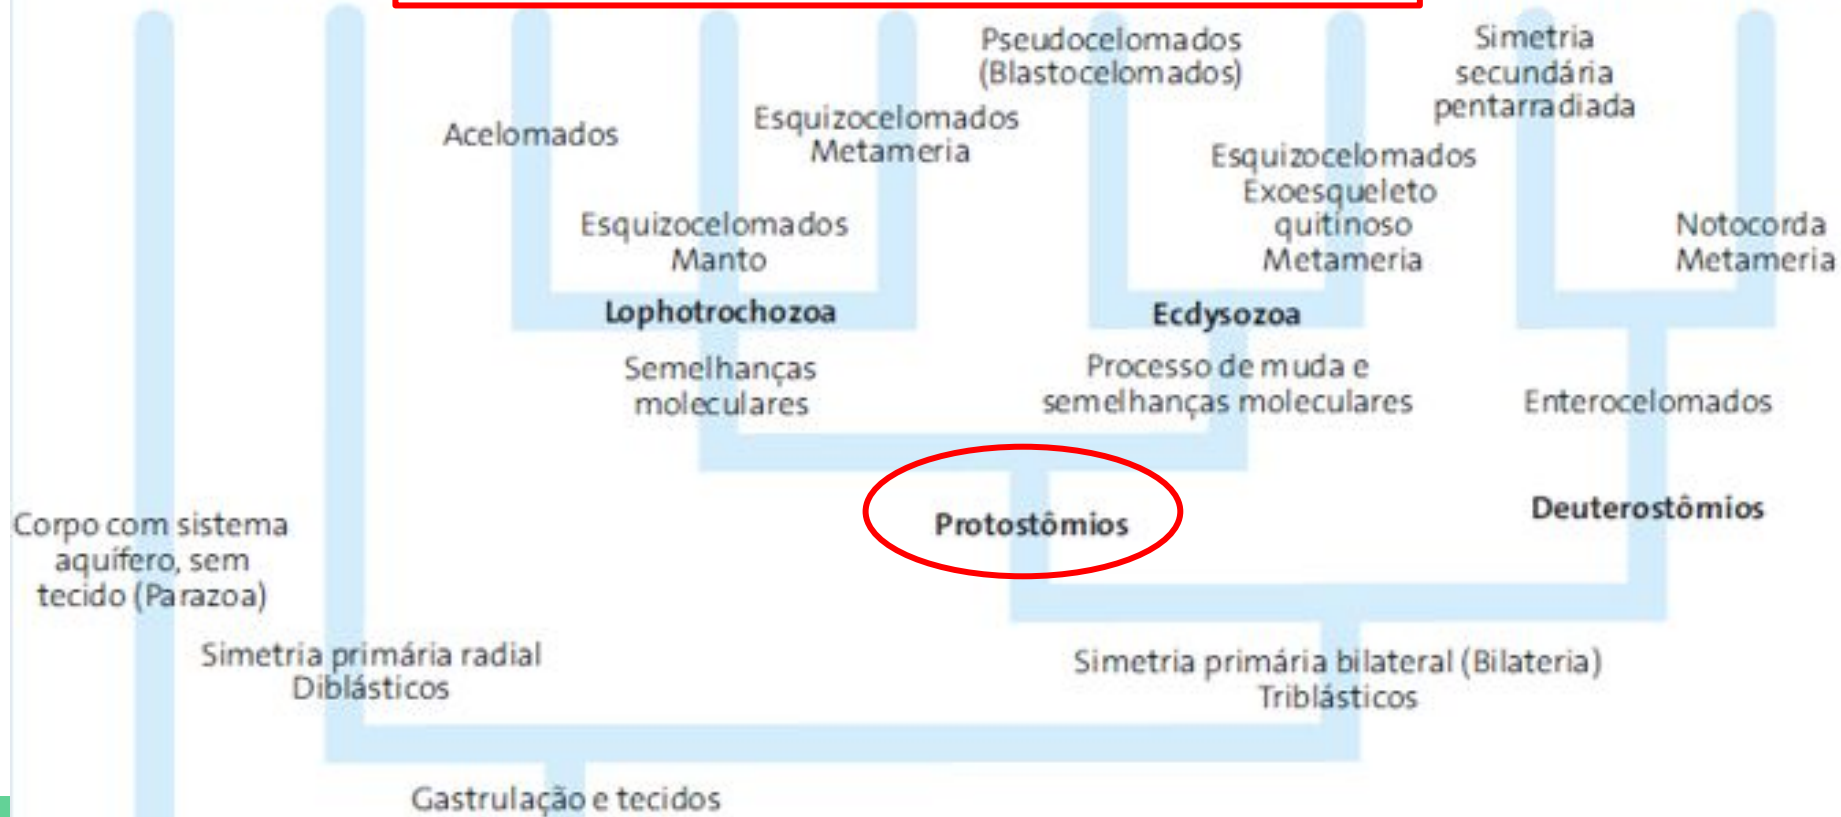 Pseudocelomados
(Blastocelomados)
Simetria
secundária
pentarradiada
Acelomados
Esquizocelomados
Metameria
Esquizocelomados
Exoesqueleto
quitinoso
Metameria
Esquizocelomados
Manto
Notocorda
Metameria
Lophotrochozoa
Ecdysozoa
Semelhanças
moleculares
Processo de muda e
semelhanças moleculares
Enterocelomados
Corpo com sistema
aquífero, sem
tecido (Parazoa)
Protostômios
Deuterostômios
Simetria primária radial
Diblásticos
Simetria primária bilateral (Bilateria)
Triblásticos
Gastrulação e tecidos